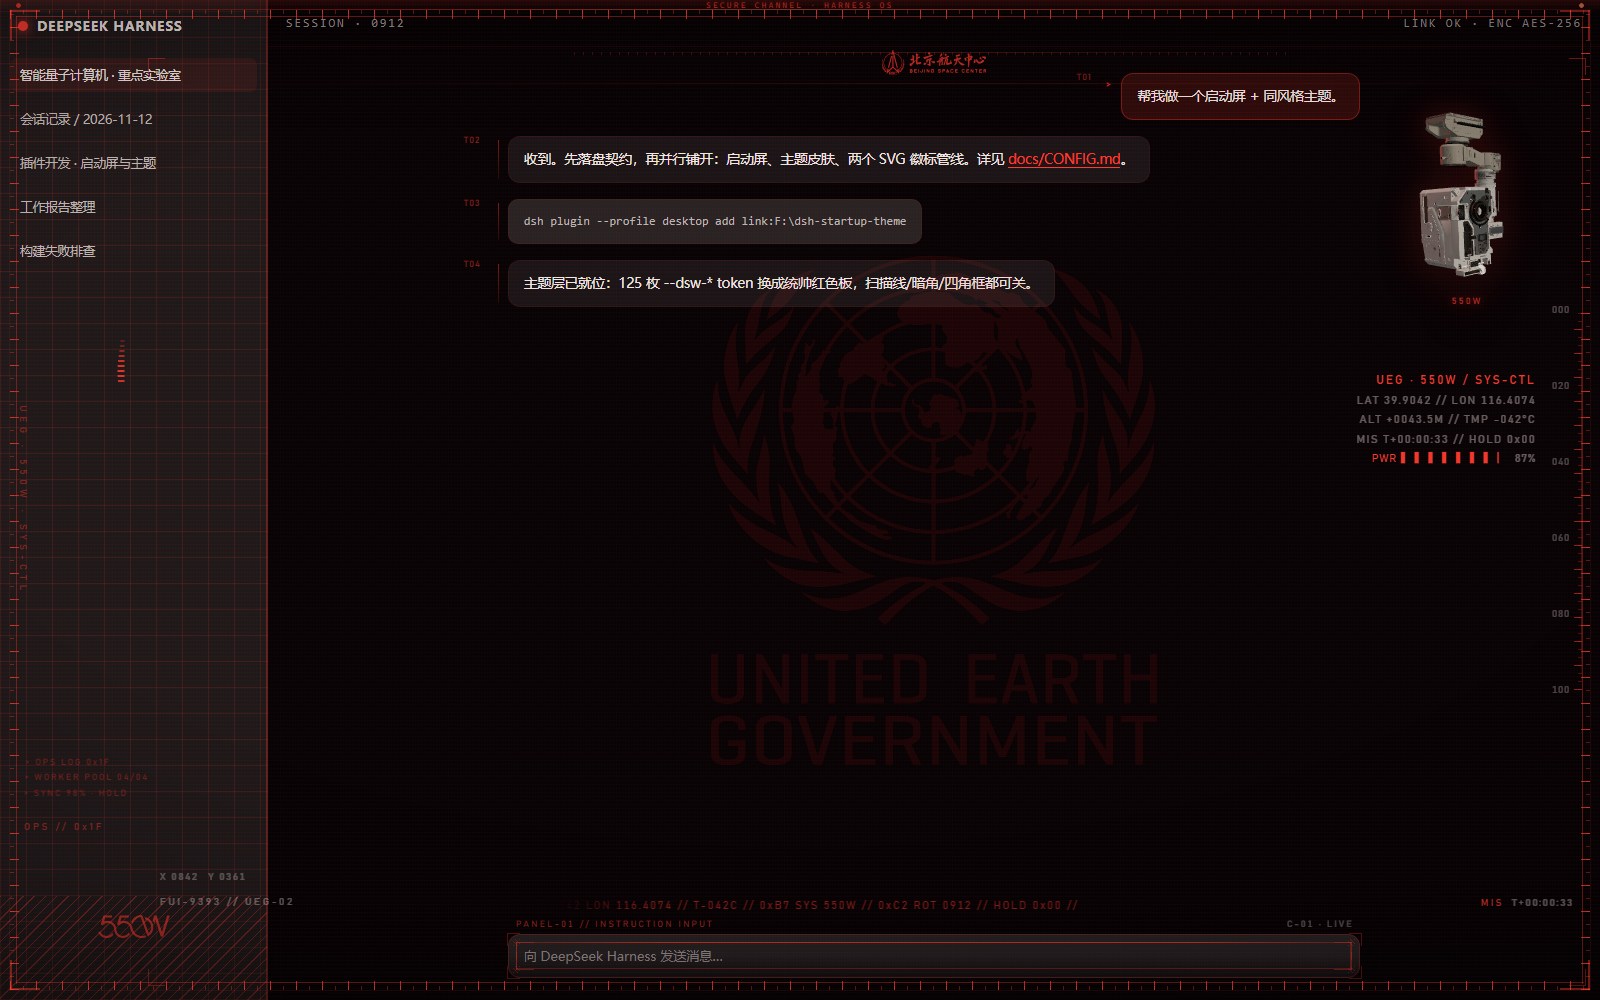 SECURE CHANNEL · HARNESS OS
DEEPSEEK HARNESS
SESSION · 0912
LINK OK · ENC AES-256
智能量子计算机 · 重点实验室
会话记录 / 2026-11-12
插件开发 · 启动屏与主题
工作报告整理
构建失败排查
UEG · 550W · SYS-CTL
> OPS LOG 0x1F
> WORKER POOL 04/04
> SYNC 98% HOLD
OPS // 0x1F
X 0842 Y 0361
FUI-9393 // UEG-02
550W
北京航天中心
BEIJING SPACE CENTER
T01
帮我做一个启动屏 + 同风格主题。
T02
收到。先落盘契约，再并行铺开：启动屏、主题皮肤、两个 SVG 徽标管线。详见 docs/CONFIG.md。
T03
dsh plugin --profile desktop add link:F:\dsh-startup-theme
T04
主题层已就位：125 枚 --dsw-* token 换成统帅红色板，扫描线/暗角/四角框都可关。
UNITED EARTH
GOVERNMENT
550W
UEG · 550W / SYS-CTL
LAT 39.9042 // LON 116.4074
ALT +0043.5M // TMP -042°C
MIS T+00:00:33 // HOLD 0x00
PWR 87%
000
020
040
060
080
100
LON 116.4074 // T-042C // 0xB7 SYS 550W // 0xC2 ROT 0912 // HOLD 0x00 //
MIS T+00:00:33
PANEL-01 // INSTRUCTION INPUT
C-01 · LIVE
向 DeepSeek Harness 发送消息...